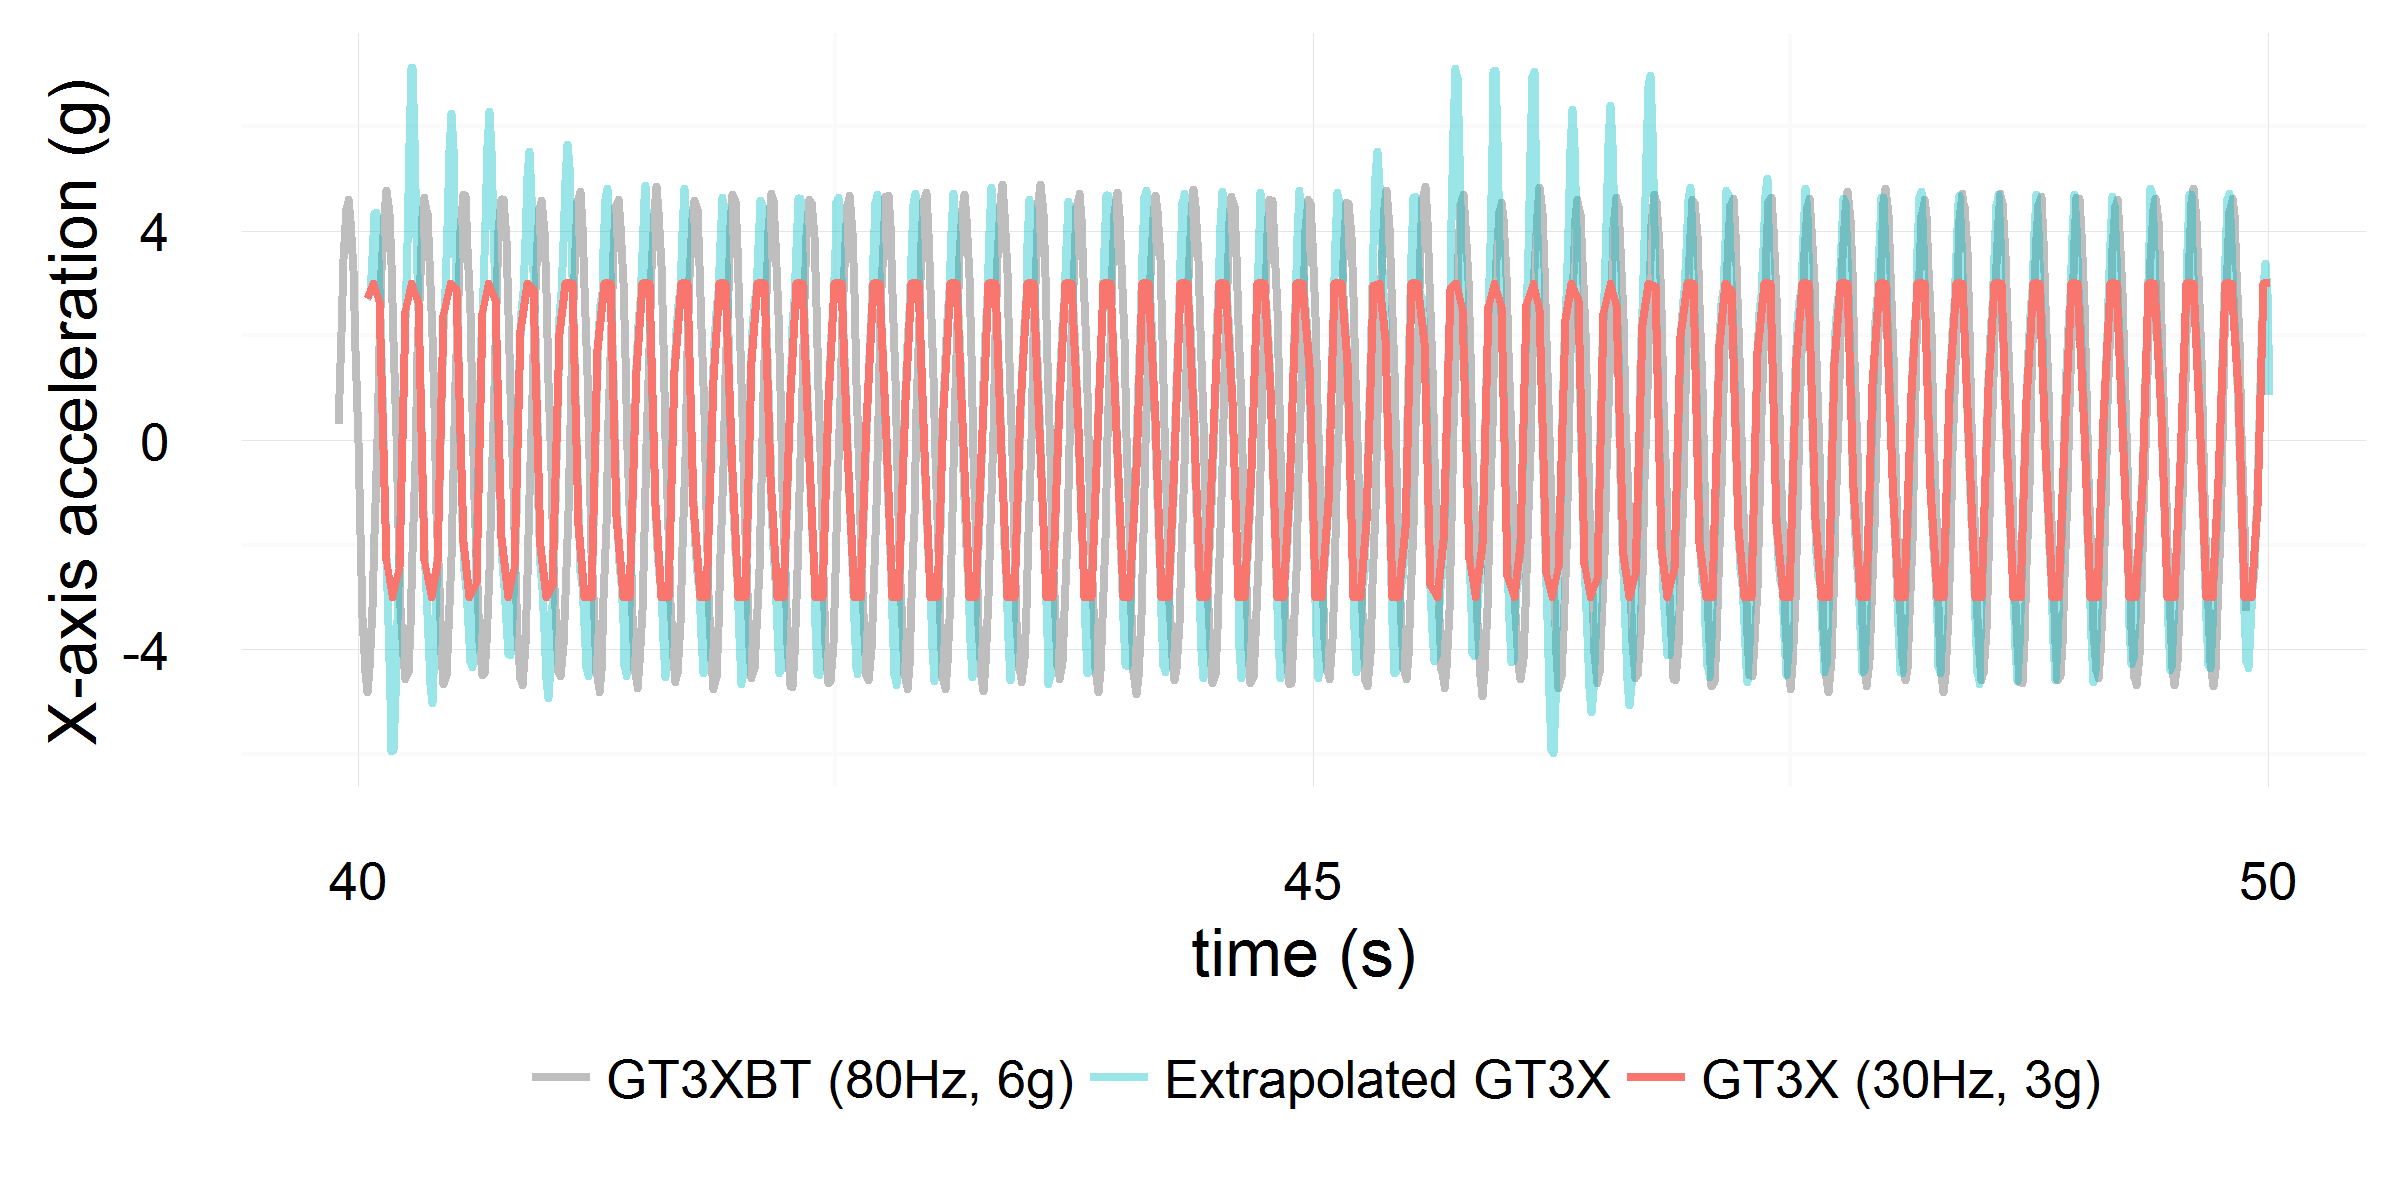 X-axis acceleration (g)
4
0
-4
40 45 50
time (s)
GT3XBT (80Hz, 6g) Extrapolated GT3X GT3X (30Hz, 3g)